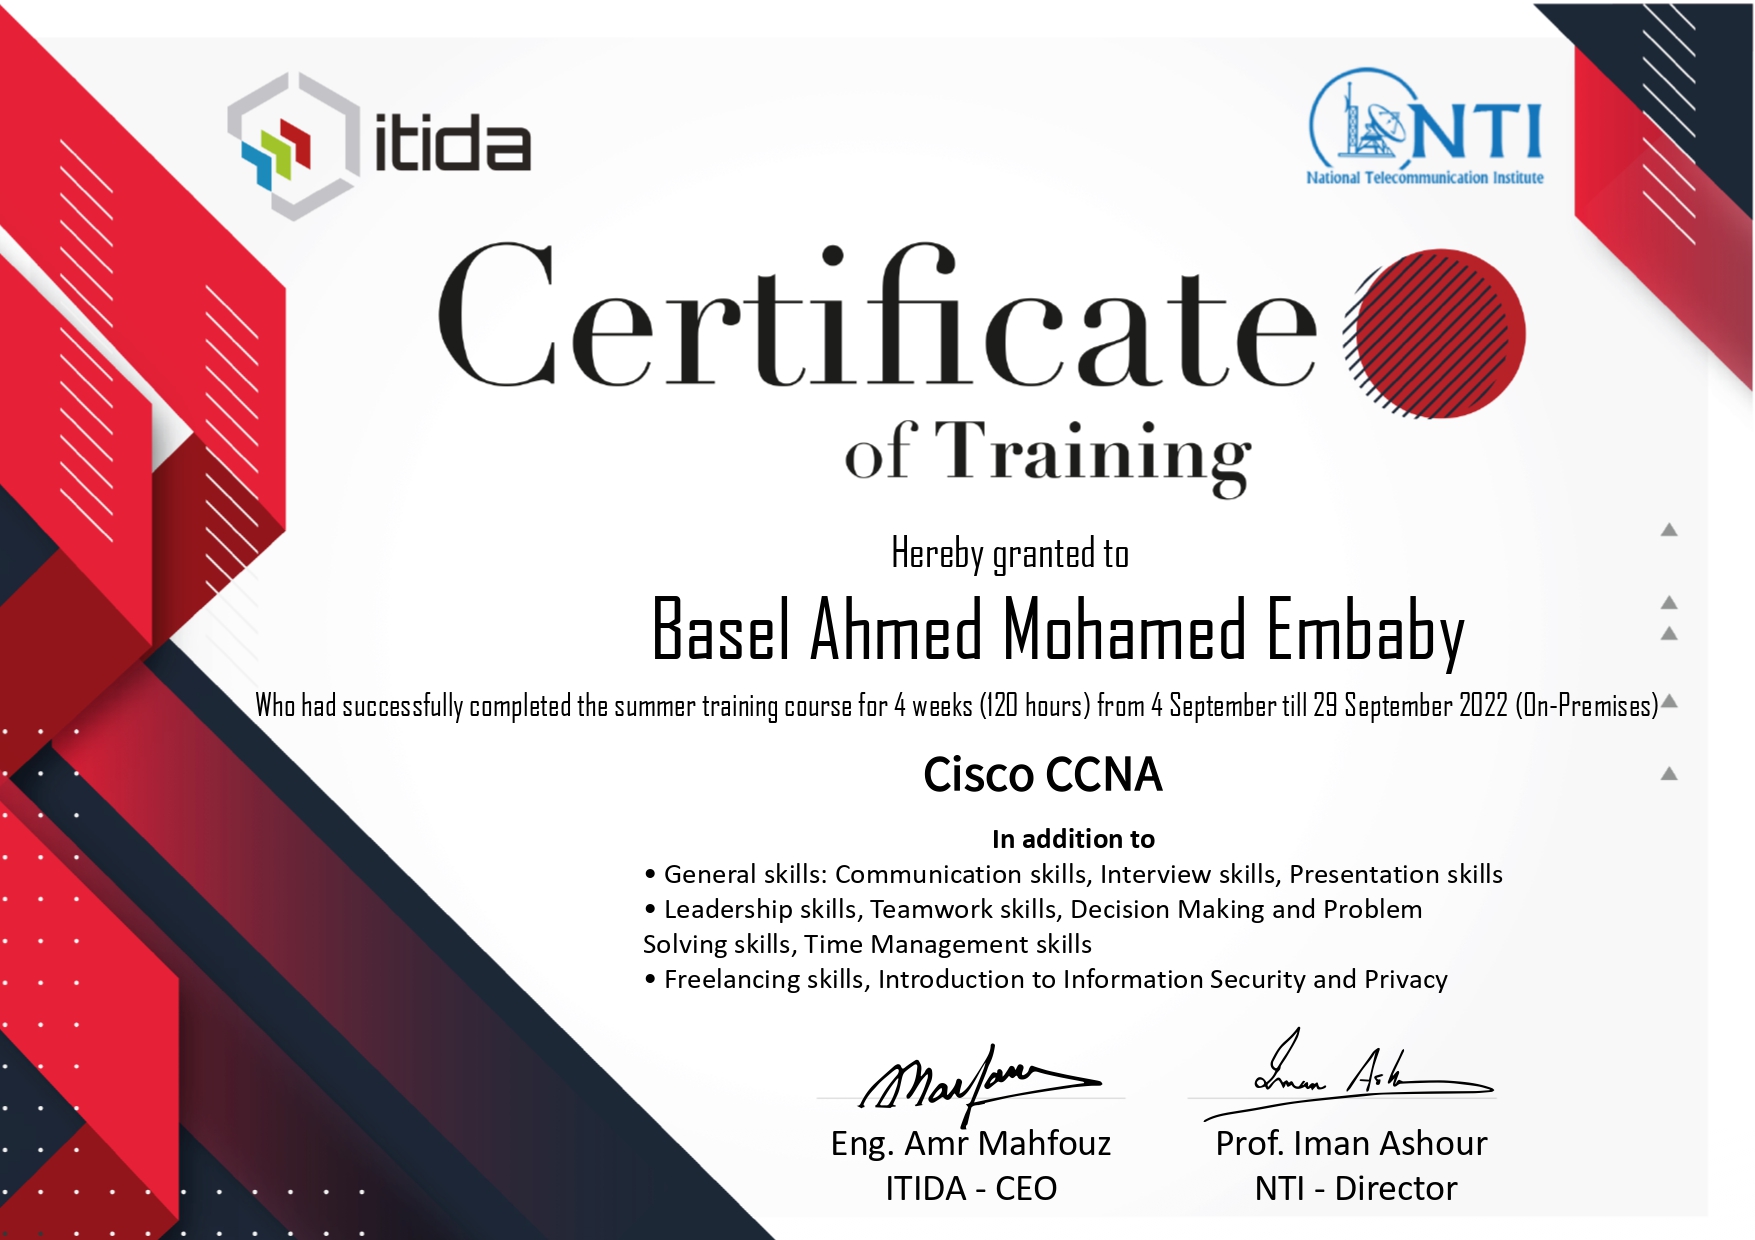 itida
NTI
National Telecommunication Institute
Certificate
of Training
Hereby granted to
Basel Ahmed Mohamed Embaby
Who had successfully completed the summer training course for 4 weeks (120 hours) from 4 September till 29 September 2022 (On-Premises)
Cisco CCNA
In addition to
• General skills: Communication skills, Interview skills, Presentation skills
• Leadership skills, Teamwork skills, Decision Making and Problem
Solving skills, Time Management skills
• Freelancing skills, Introduction to Information Security and Privacy
Mahfouz
Iman Ash
Eng. Amr Mahfouz
Prof. Iman Ashour
ITIDA - CEO
NTI - Director